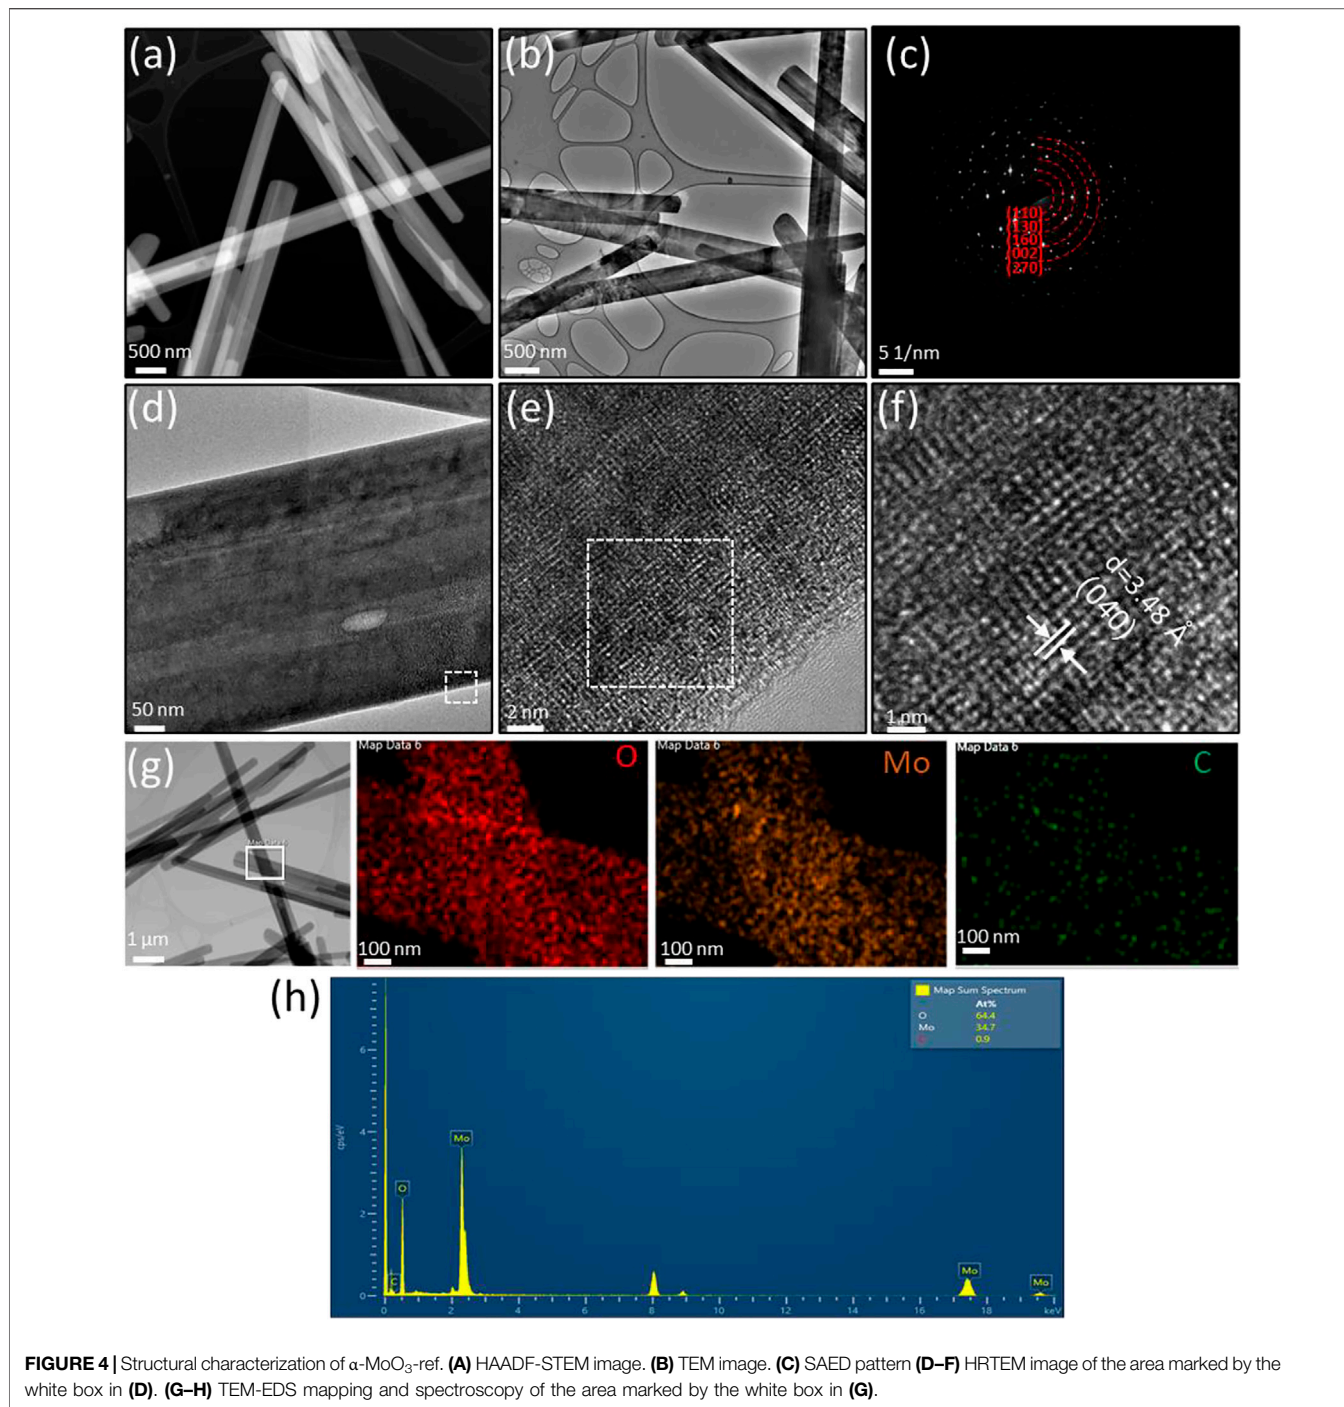 (a)
(b)
(c)
(110)
(130)
(160)
(002)
(270)
500 nm
500 nm
5 1/nm
(d)
(e)
(f)
d=3.48 Å
(040)
50 nm
2 nm
1 nm
(g)
Map Data 6
1 μm
Map Data 6
O
100 nm
Map Data 6
Mo
100 nm
Map Data 6
C
100 nm
(h)
Map Sum Spectrum
At%
O 64.4
Mo 34.7
C 0.9
cps/eV
6
4
2
0
Mo
O
C
Mo
Mo
0 2 4 6 8 10 12 14 16 18 keV
FIGURE 4 | Structural characterization of α-MoO₃-ref. (A) HAADF-STEM image. (B) TEM image. (C) SAED pattern (D–F) HRTEM image of the area marked by the
white box in (D). (G–H) TEM-EDS mapping and spectroscopy of the area marked by the white box in (G).